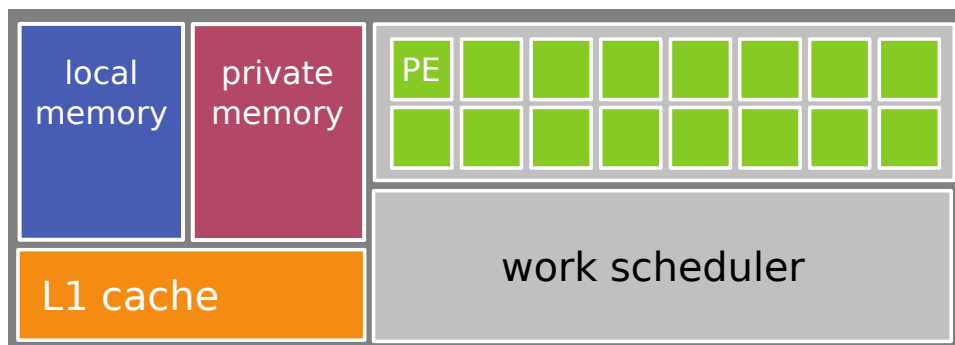 local
memory
private
memory
PE
L1 cache
work scheduler